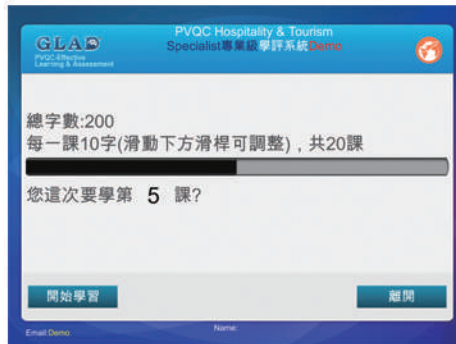 GLAD
PVQC-Effective
Learning & Assessment
PVQC Hospitality & Tourism
Specialist專業級學評系統Demo
總字數:200
每一課10字(滑動下方滑桿可調整)，共20課
您這次要學第 5 課?
開始學習
離開
Email:Demo
Name: